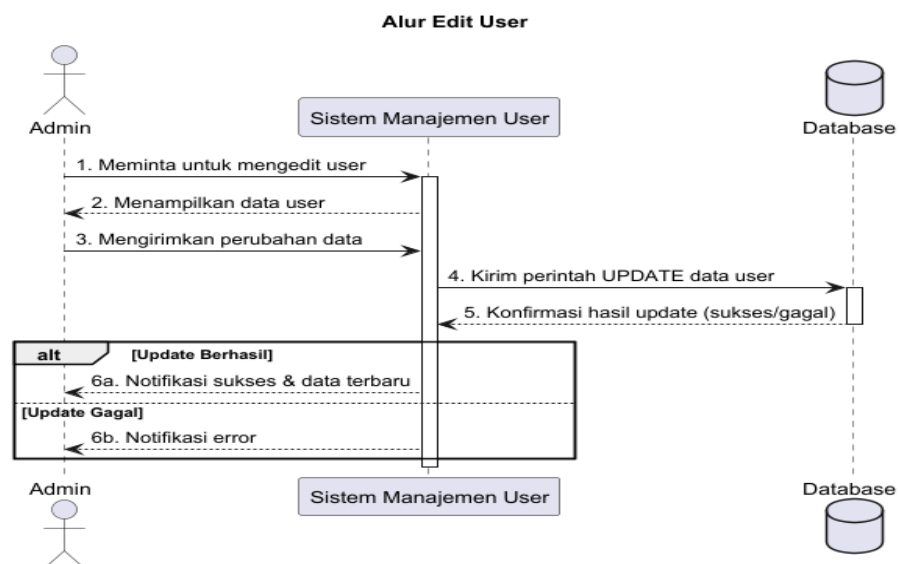 Alur Edit User
Admin
Sistem Manajemen User
Database
1. Meminta untuk mengedit user
2. Menampilkan data user
3. Mengirimkan perubahan data
4. Kirim perintah UPDATE data user
5. Konfirmasi hasil update (sukses/gagal)
alt [Update Berhasil]
6a. Notifikasi sukses & data terbaru
[Update Gagal]
6b. Notifikasi error
Admin
Sistem Manajemen User
Database